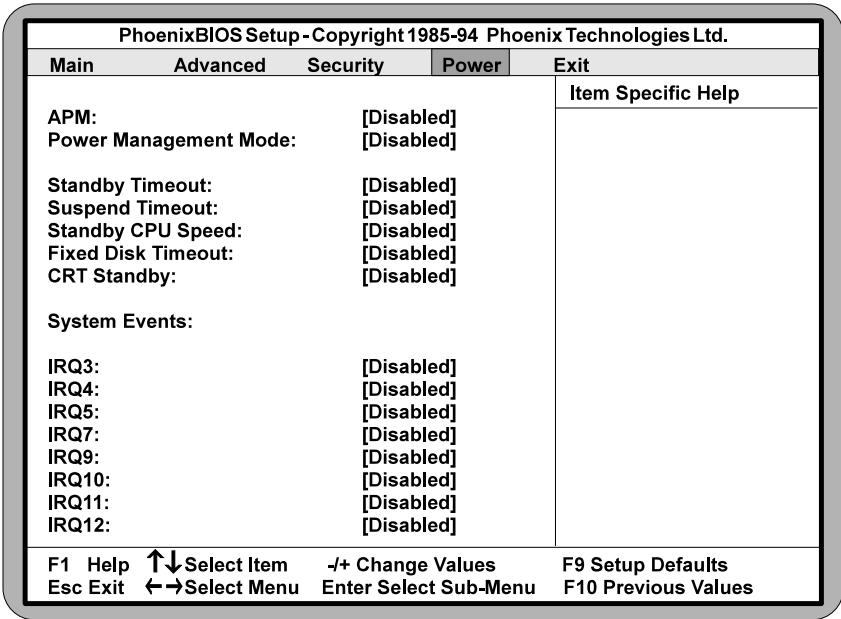 PhoenixBIOS Setup - Copyright 1985-94 Phoenix Technologies Ltd.
Main Advanced Security Power Exit
Item Specific Help
APM: [Disabled]
Power Management Mode: [Disabled]
Standby Timeout: [Disabled]
Suspend Timeout: [Disabled]
Standby CPU Speed: [Disabled]
Fixed Disk Timeout: [Disabled]
CRT Standby: [Disabled]
System Events:
IRQ3: [Disabled]
IRQ4: [Disabled]
IRQ5: [Disabled]
IRQ7: [Disabled]
IRQ9: [Disabled]
IRQ10: [Disabled]
IRQ11: [Disabled]
IRQ12: [Disabled]
F1 Help ↑↓Select Item -/+ Change Values F9 Setup Defaults
Esc Exit ←→Select Menu Enter Select Sub-Menu F10 Previous Values